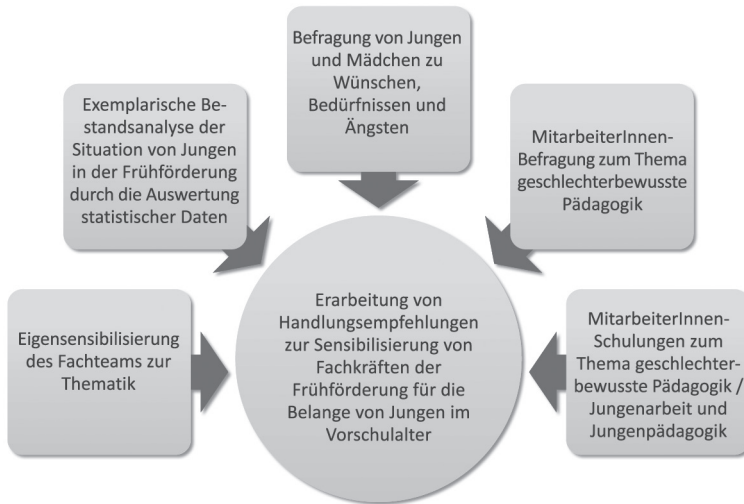 Befragung von Jungen
und Mädchen zu
Wünschen,
Bedürfnissen und
Ängsten
Exemplarische Be-
standsanalyse der
Situation von Jungen
in der Frühförderung
durch die Auswertung
statistischer Daten
MitarbeiterInnen-
Befragung zum Thema
geschlechterbewusste
Pädagogik
Eigensensibilisierung
des Fachteams zur
Thematik
Erarbeitung von
Handlungsempfehlungen
zur Sensibilisierung von
Fachkräften der
Frühförderung für die
Belange von Jungen im
Vorschulalter
MitarbeiterInnen-
Schulungen zum
Thema geschlechter-
bewusste Pädagogik /
Jungenarbeit und
Jungenpädagogik